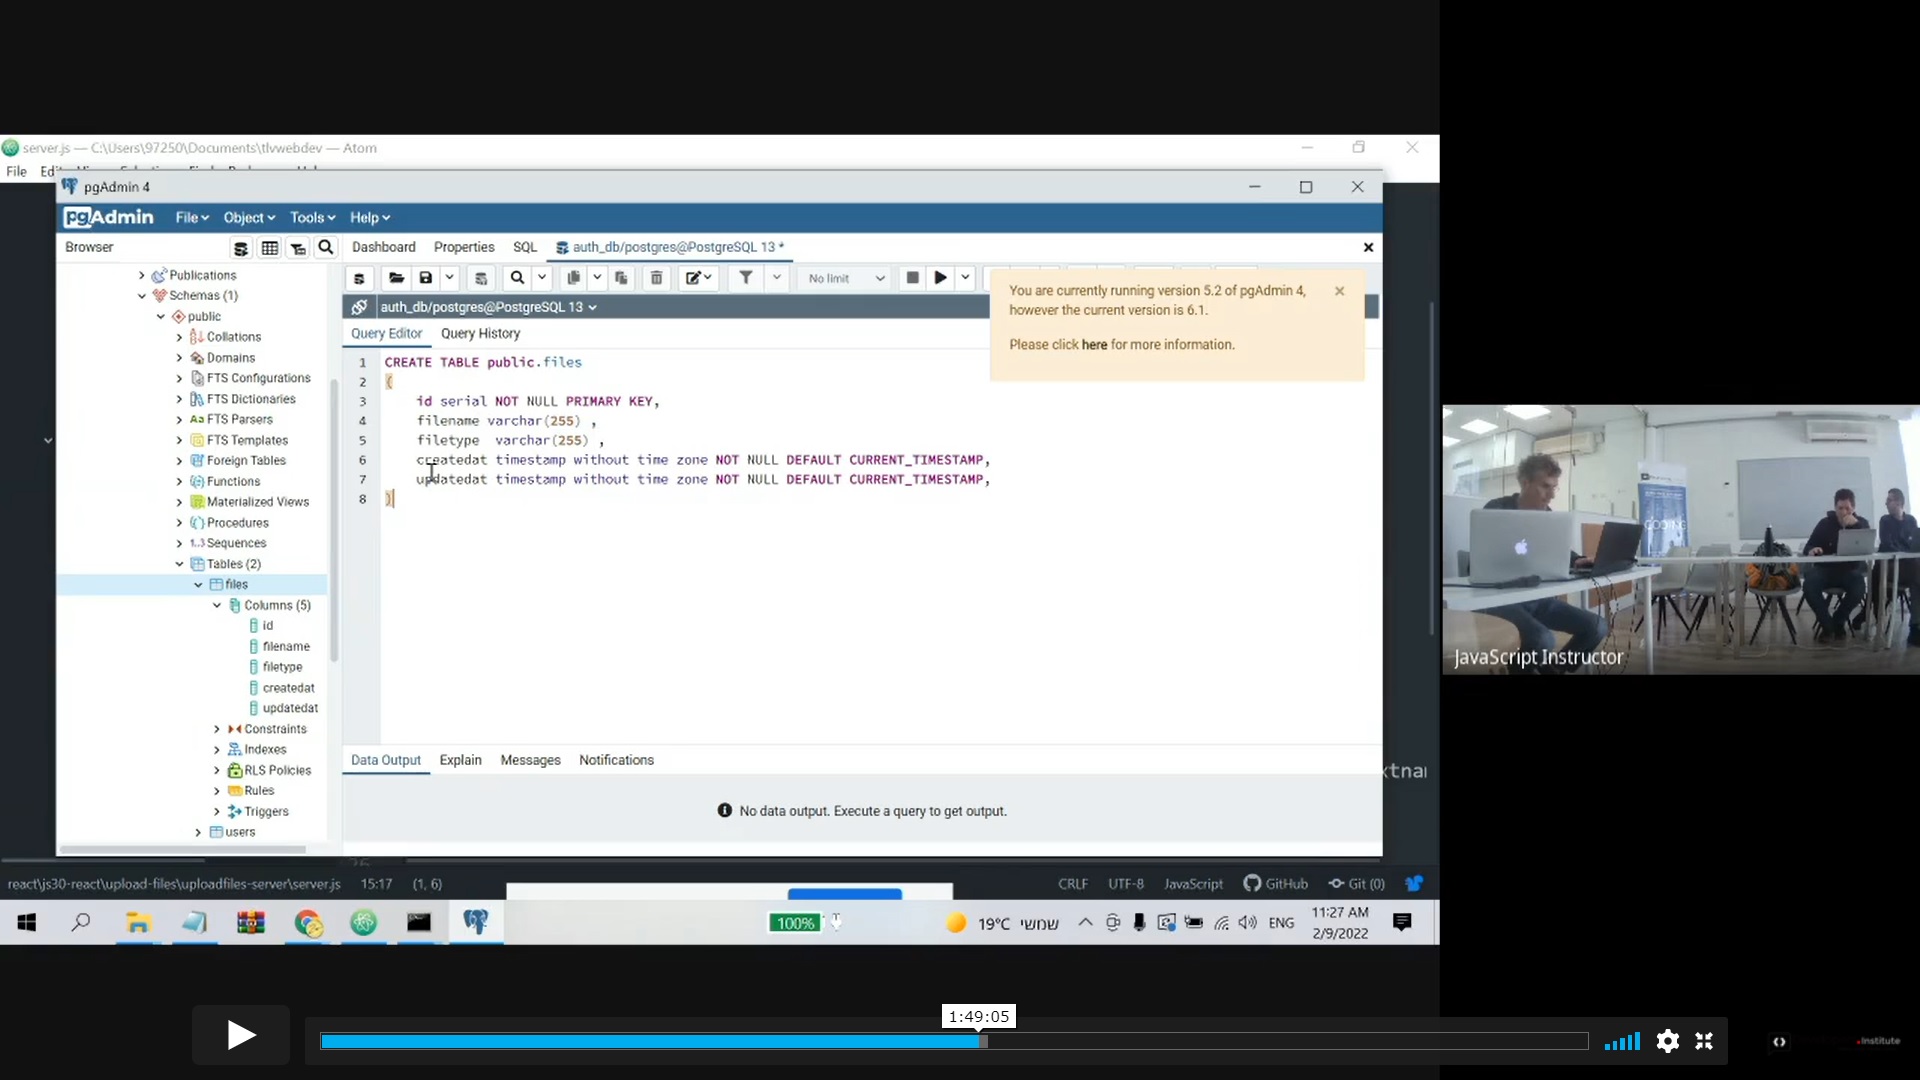 server.js — C:\Users\97250\Documents\tlvwebdev — Atom
File
pgAdmin 4
pgAdmin File Object Tools Help
Browser Dashboard Properties SQL auth_db/postgres@PostgreSQL 13 *
No limit
auth_db/postgres@PostgreSQL 13
Query Editor Query History
You are currently running version 5.2 of pgAdmin 4,
however the current version is 6.1.
Please click here for more information.
Publications
Schemas (1)
public
Collations
Domains
FTS Configurations
FTS Dictionaries
FTS Parsers
FTS Templates
Foreign Tables
Functions
Materialized Views
Procedures
1..3 Sequences
Tables (2)
files
Columns (5)
id
filename
filetype
createdat
updatedat
Constraints
Indexes
RLS Policies
Rules
Triggers
users
1 CREATE TABLE public.files
2 (
3 id serial NOT NULL PRIMARY KEY,
4 filename varchar(255) ,
5 filetype varchar(255) ,
6 createdat timestamp without time zone NOT NULL DEFAULT CURRENT_TIMESTAMP,
7 updatedat timestamp without time zone NOT NULL DEFAULT CURRENT_TIMESTAMP,
8 )
Data Output Explain Messages Notifications
No data output. Execute a query to get output.
react\js30-react\upload-files\uploadfiles-server\server.js 15:17 (1, 6) CRLF UTF-8 JavaScript GitHub Git (0)
100% 19°C שמשי ENG 11:27 AM
2/9/2022
JavaScript Instructor
1:49:05
Institute